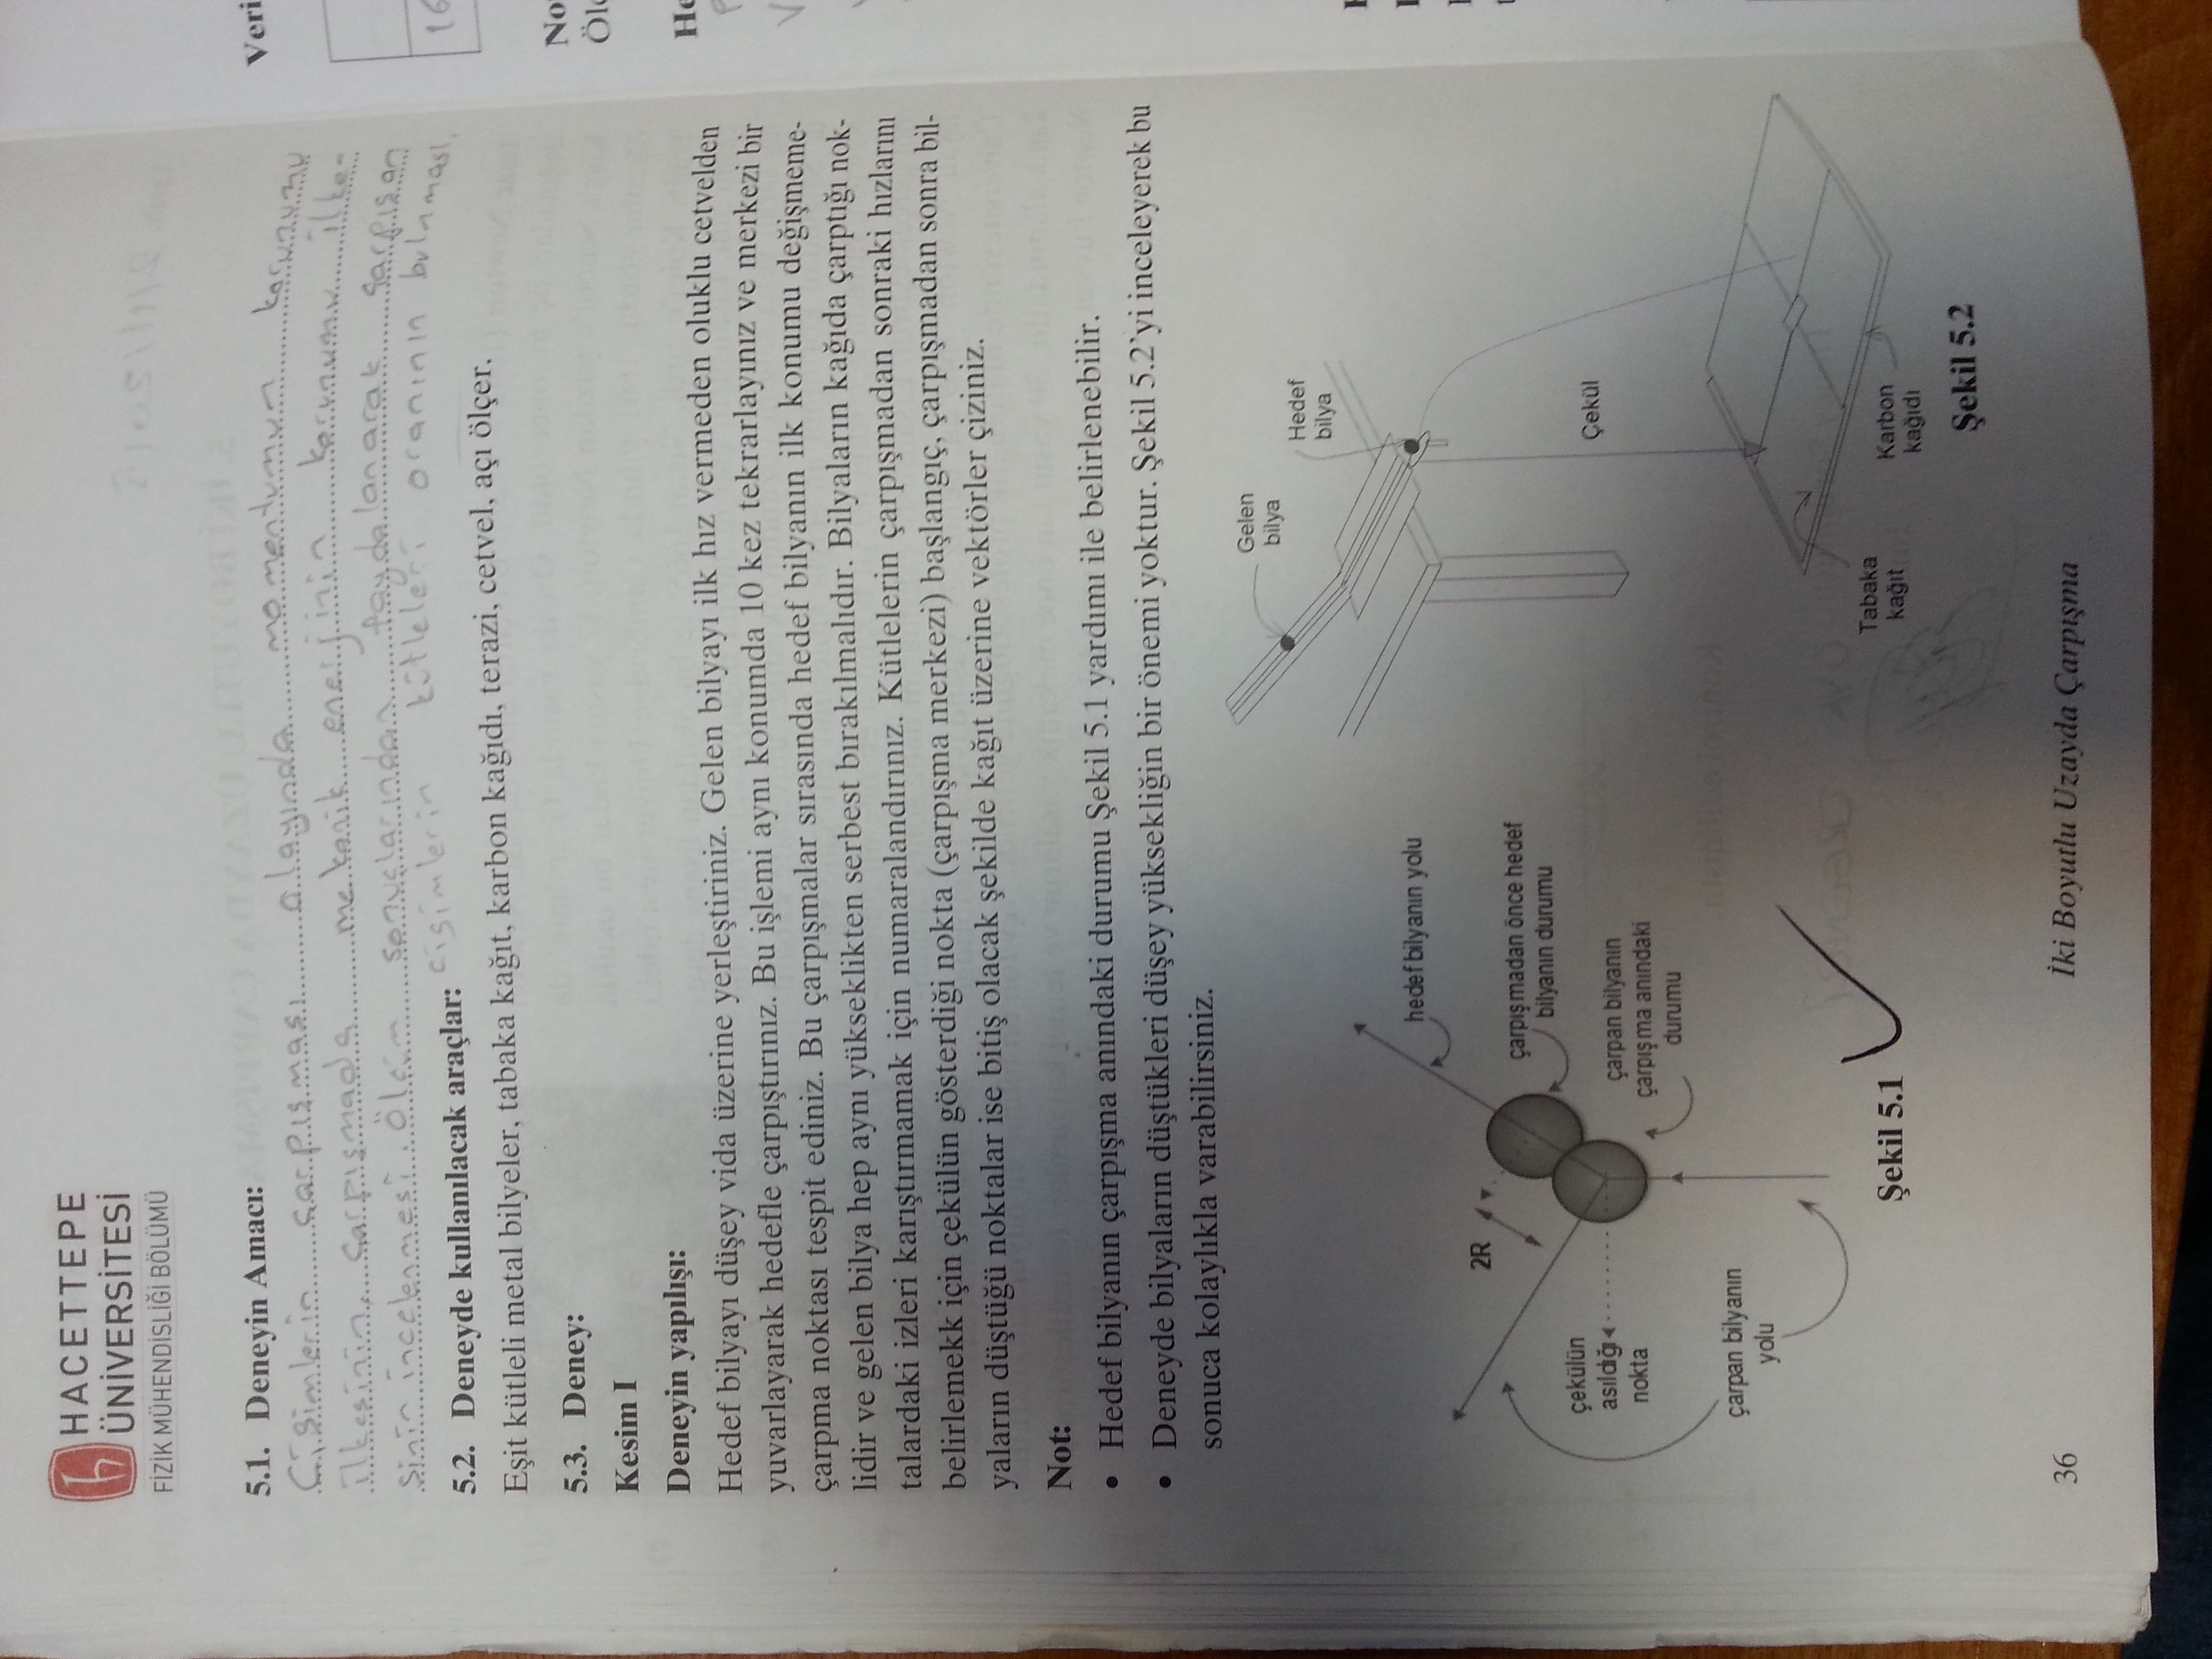 HACETTEPE
ÜNİVERSİTESİ
FİZİK MÜHENDİSLİĞİ BÖLÜMÜ
5.1. Deneyin Amacı:
Cisimlerin çarpışması olayında momentumun korunumu
ilkesinin, çarpışmada mekanik enerjinin korunumu ilke-
sinin incelenmesi. Ölçüm sonuçlarından faydalanarak çarpışan
cisimlerin kütleleri oranının bulunması.
5.2. Deneyde kullanılacak araçlar:
Eşit kütleli metal bilyeler, tabaka kağıt, karbon kağıdı, terazi, cetvel, açı ölçer.
5.3. Deney:
Kesim I
Deneyin yapılışı:
Hedef bilyayı düşey vida üzerine yerleştiriniz. Gelen bilyayı ilk hız vermeden oluklu cetvelden
yuvarlayarak hedefle çarpıştırınız. Bu işlemi aynı konumda 10 kez tekrarlayınız ve merkezi bir
çarpma noktası tespit ediniz. Bu çarpışmalar sırasında hedef bilyanın ilk konumu değişmeme-
lidir ve gelen bilya hep aynı yükseklikten serbest bırakılmalıdır. Bilyaların kağıda çarptığı nok-
talardaki izleri karıştırmamak için numaralandırınız. Kütlelerin çarpışmadan sonraki hızlarını
belirlemekk için çekülün gösterdiği nokta (çarpışma merkezi) başlangıç, çarpışmadan sonra bil-
yaların düştüğü noktalar ise bitiş olacak şekilde kağıt üzerine vektörler çiziniz.
Not:
• Hedef bilyanın çarpışma anındaki durumu Şekil 5.1 yardımı ile belirlenebilir.
• Deneyde bilyaların düştükleri düşey yüksekliğin bir önemi yoktur. Şekil 5.2'yi inceleyerek bu
sonuca kolaylıkla varabilirsiniz.
hedef bilyanın yolu
2R
çarpışmadan önce hedef
bilyanın durumu
çekülün
asıldığı
nokta
çarpan bilyanın
çarpışma anındaki
durumu
çarpan bilyanın
yolu
Şekil 5.1
Gelen
bilya
Hedef
bilya
Çekül
Tabaka
kağıt
Karbon
kağıdı
Şekil 5.2
36
İki Boyutlu Uzayda Çarpışma
Veri
16